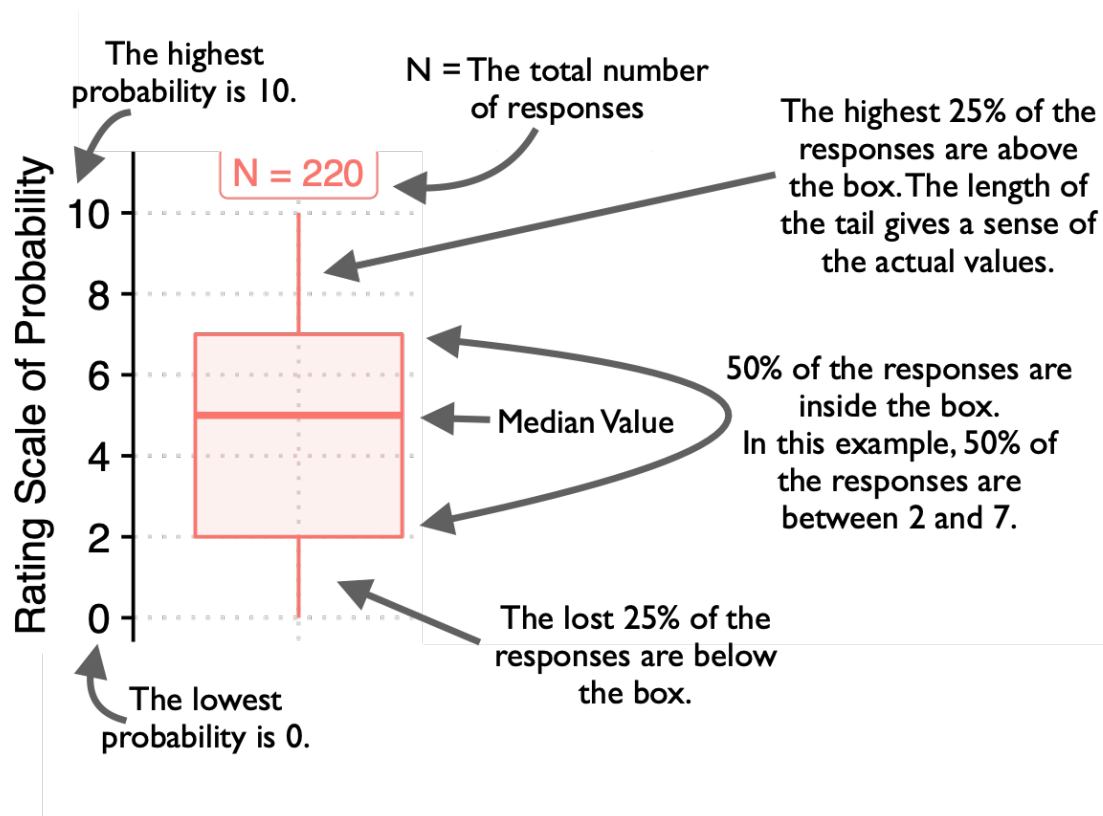 The highest
probability is 10.
N = The total number
of responses
The highest 25% of the
responses are above
the box. The length of
the tail gives a sense of
the actual values.
N = 220
Rating Scale of Probability
10
8
6
4
2
0
Median Value
50% of the responses are
inside the box.
In this example, 50% of
the responses are
between 2 and 7.
The lost 25% of the
responses are below
the box.
The lowest
probability is 0.